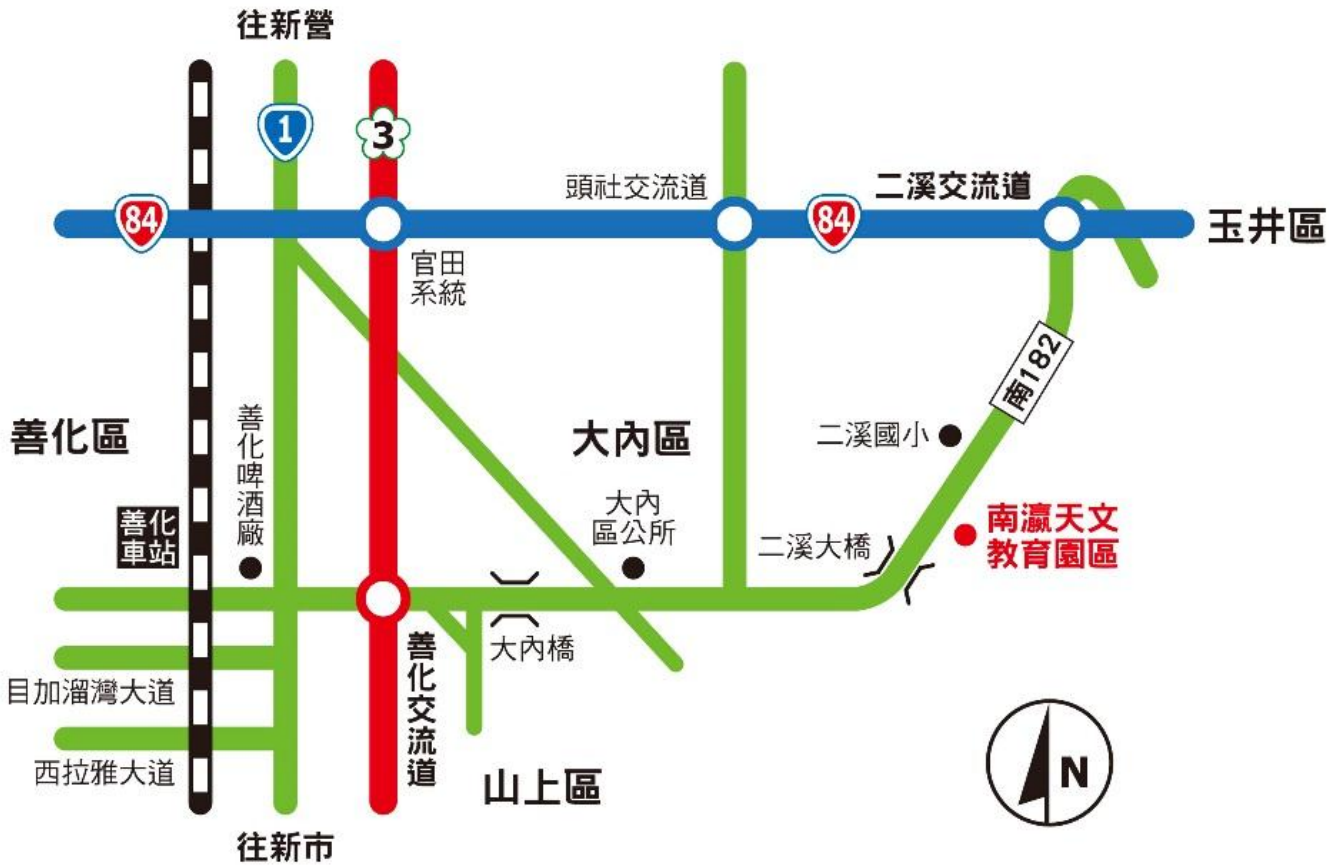 往新營
1
3
頭社交流道
二溪交流道
84
84
玉井區
官田
系統
南182
善化區
善化啤酒廠
大內區
二溪國小
大內
區公所
善化
車站
二溪大橋
南瀛天文
教育園區
大內橋
善化交流道
目加溜灣大道
西拉雅大道
山上區
N
往新市